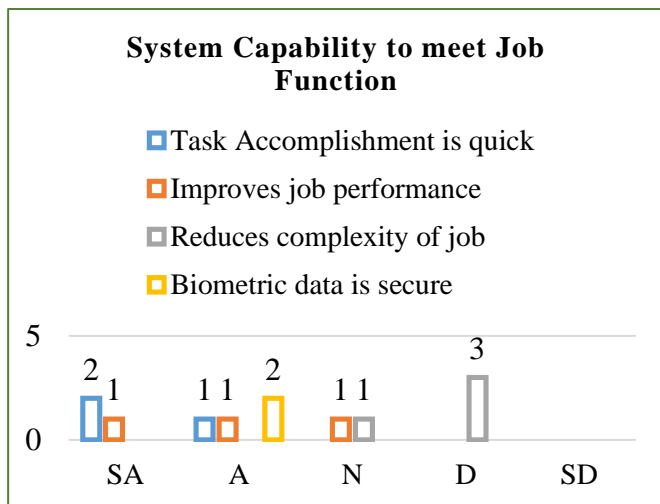 System Capability to meet Job
Function
Task Accomplishment is quick
Improves job performance
Reduces complexity of job
Biometric data is secure
5
3
2 2
1 1 1 1 1
0
SA A N D SD